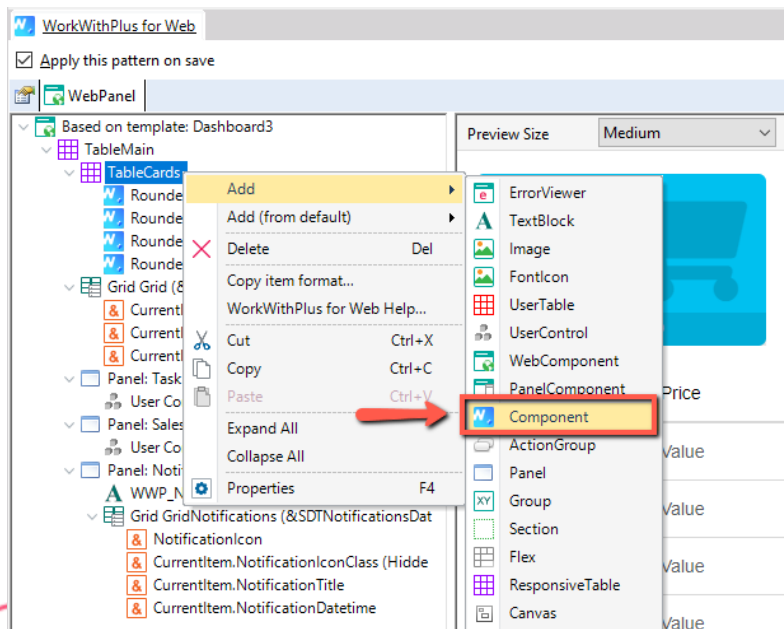 WorkWithPlus for Web
Apply this pattern on save
WebPanel
Based on template: Dashboard3
TableMain
TableCards
Rounde
Rounde
Rounde
Rounde
Grid Grid (&
CurrentI
CurrentI
CurrentI
Panel: Task
User Co
Panel: Sales
User Co
Panel: Noti
WWP_N
Grid GridNotifications (&SDTNotificationsDat
NotificationIcon
CurrentItem.NotificationIconClass (Hidde
CurrentItem.NotificationTitle
CurrentItem.NotificationDatetime
Add
Add (from default)
Delete Del
Copy item format...
WorkWithPlus for Web Help...
Cut Ctrl+X
Copy Ctrl+C
Paste Ctrl+V
Expand All
Collapse All
Properties F4
ErrorViewer
TextBlock
Image
FontIcon
UserTable
UserControl
WebComponent
PanelComponent
Component
ActionGroup
Panel
Group
Section
Flex
ResponsiveTable
Canvas
Preview Size Medium
Price
Value
Value
Value
Value